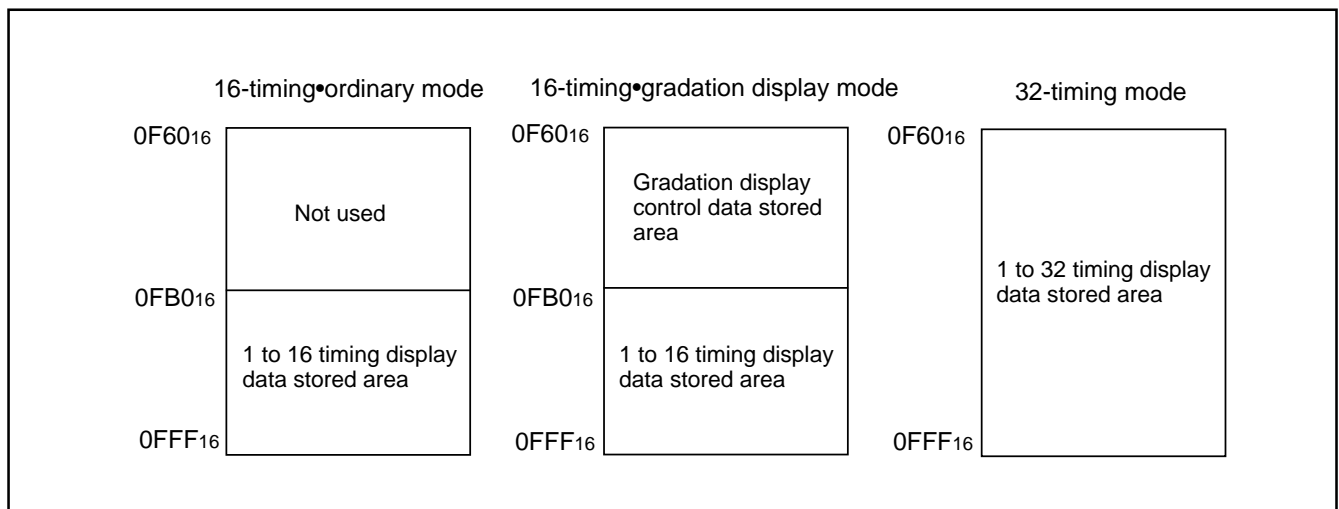 16-timing•ordinary mode
0F6016
Not used
0FB016
1 to 16 timing display
data stored area
0FFF16
16-timing•gradation display mode
0F6016
Gradation display
control data stored
area
0FB016
1 to 16 timing display
data stored area
0FFF16
32-timing mode
0F6016
1 to 32 timing display
data stored area
0FFF16